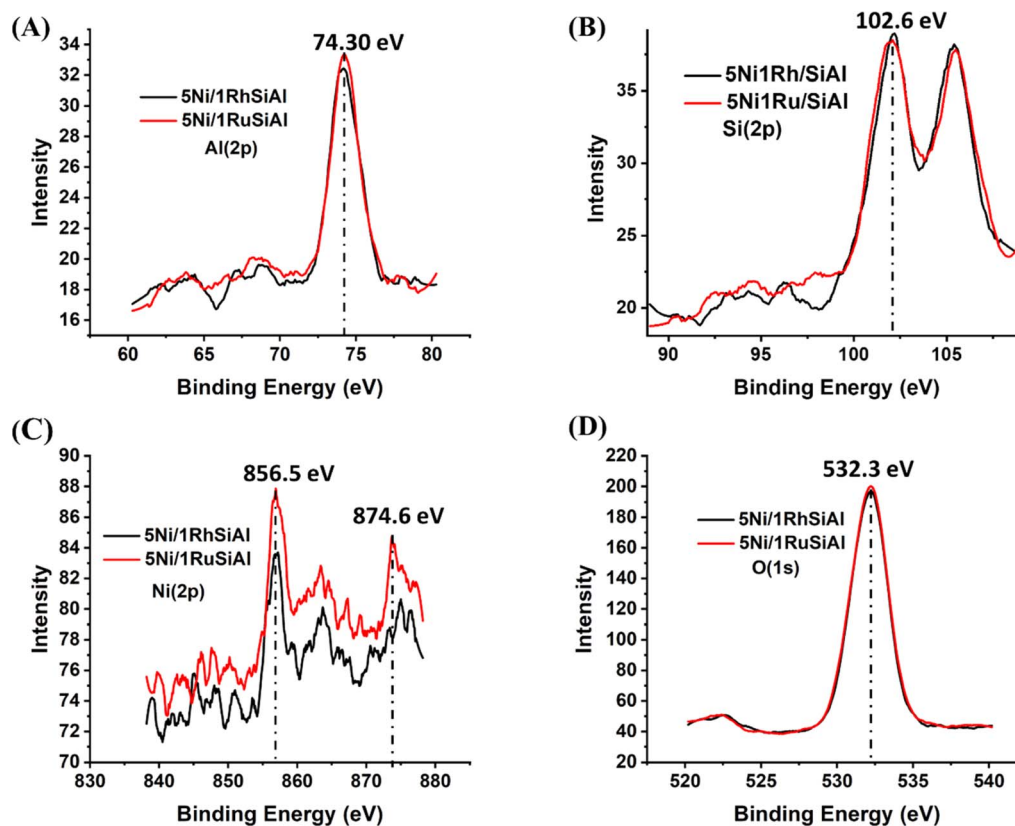 (A)
74.30 eV
5Ni/1RhSiAl
5Ni/1RuSiAl
Al(2p)
Intensity
34
32
30
28
26
24
22
20
18
16
60
65
70
75
80
Binding Energy (eV)
(B)
102.6 eV
5Ni1Rh/SiAl
5Ni1Ru/SiAl
Si(2p)
Intensity
35
30
25
20
90
95
100
105
Binding Energy (eV)
(C)
856.5 eV
874.6 eV
5Ni/1RhSiAl
5Ni/1RuSiAl
Ni(2p)
Intensity
90
88
86
84
82
80
78
76
74
72
70
830
840
850
860
870
880
Binding Energy (eV)
(D)
532.3 eV
5Ni/1RhSiAl
5Ni/1RuSiAl
O(1s)
Intensity
220
200
180
160
140
120
100
80
60
40
20
520
525
530
535
540
Binding Energy (eV)